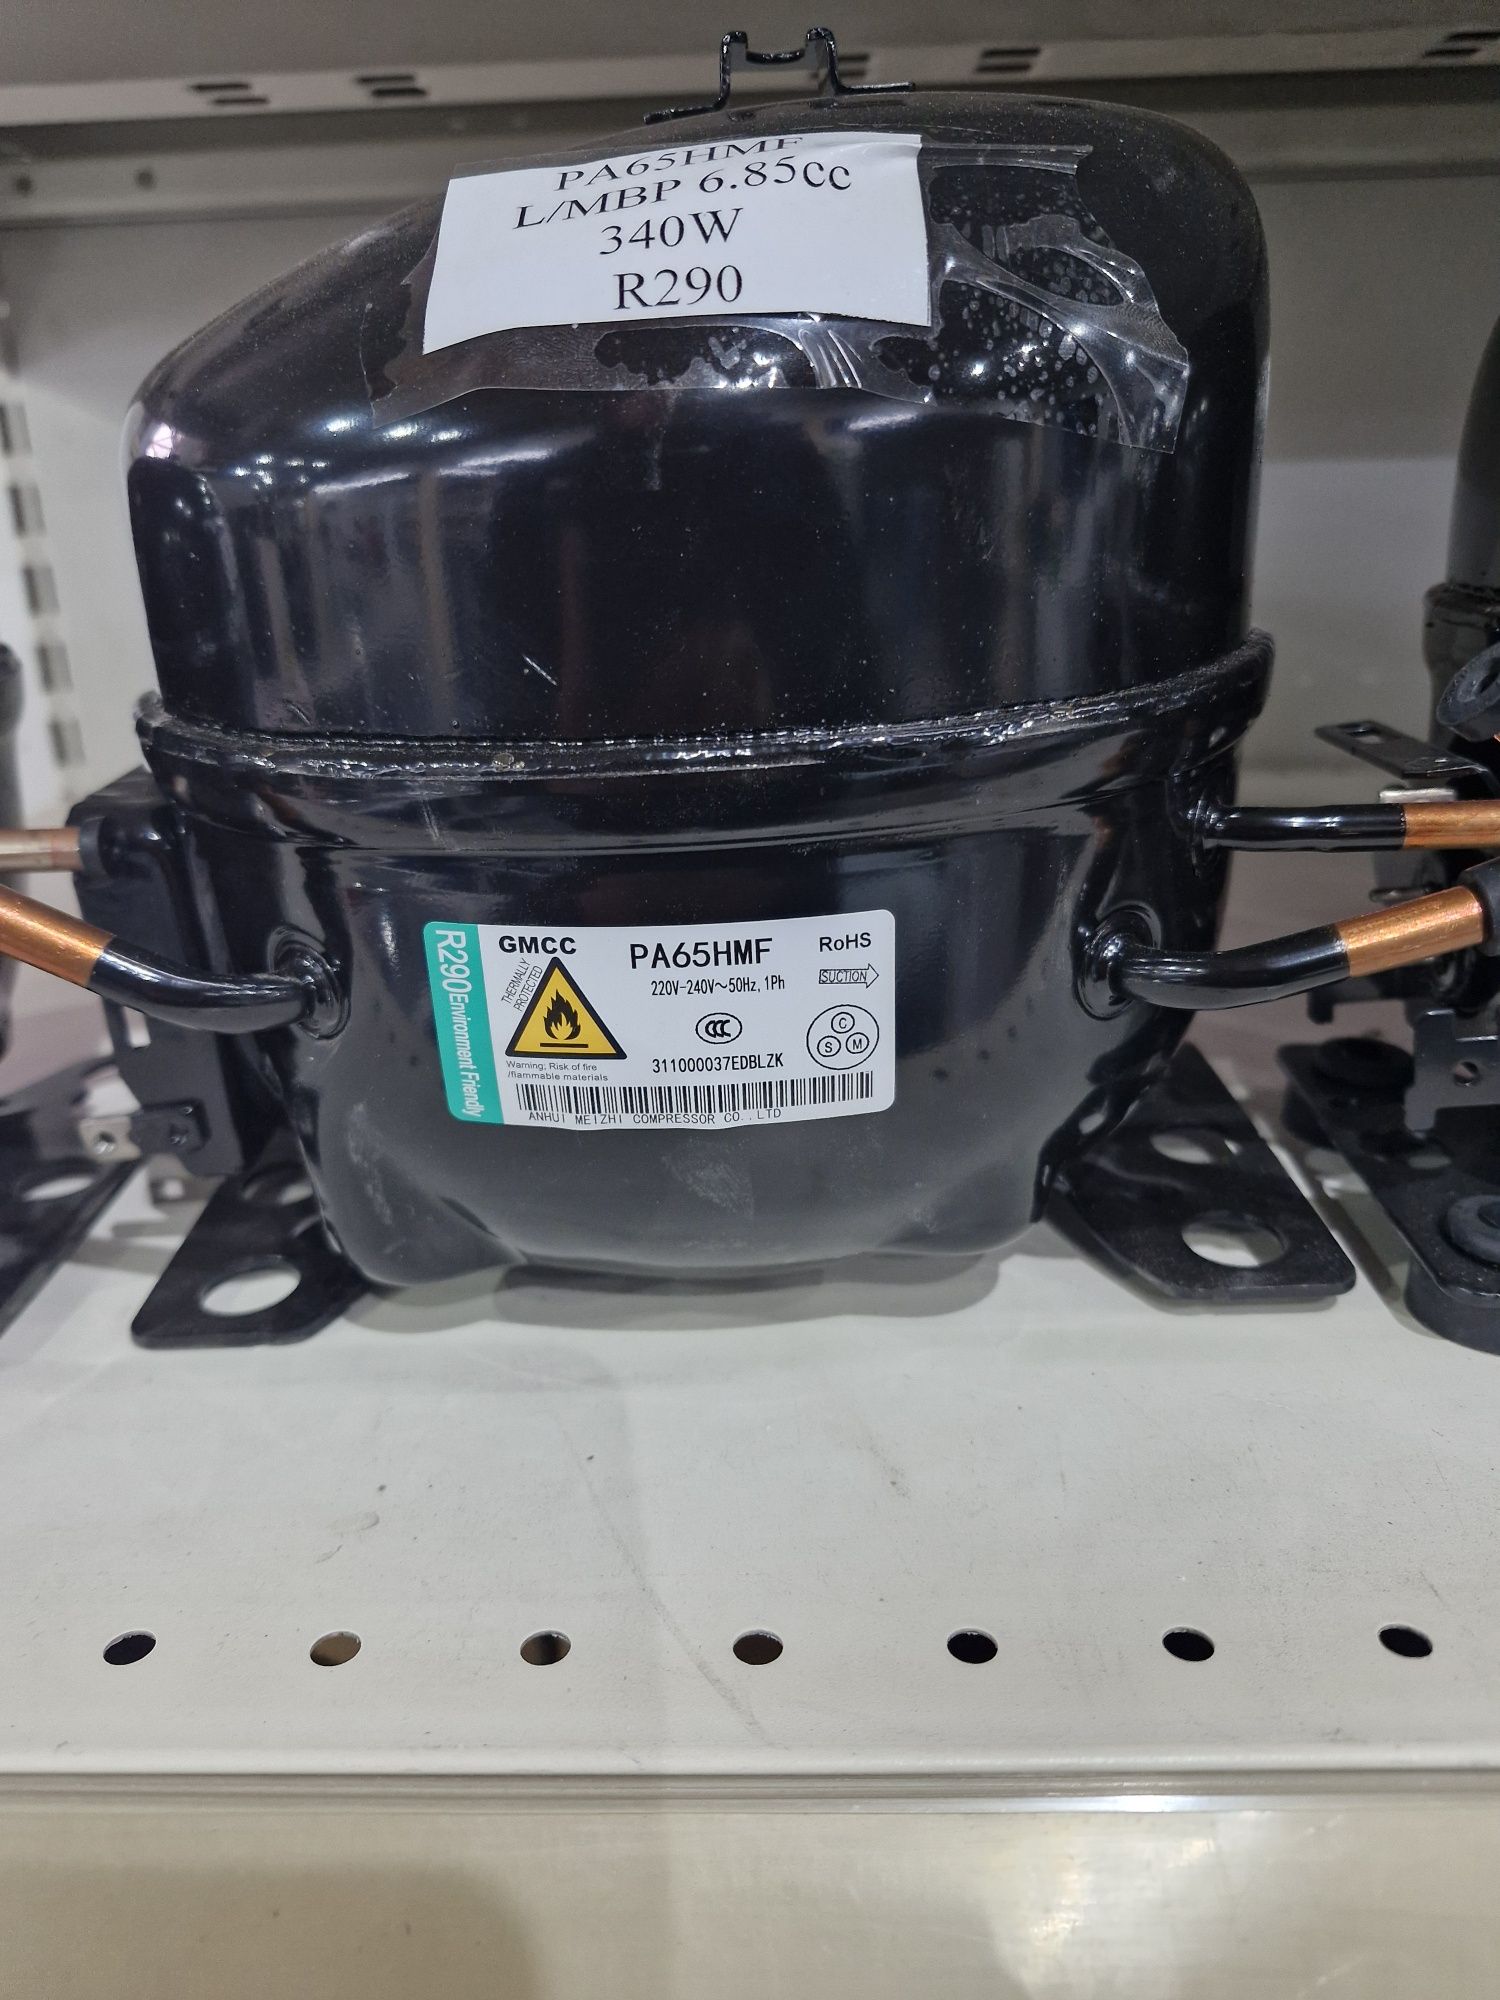 PA65HMF
L/MBP 6.85cc
340W
R290
R290 Environment Friendly
GMCC
PA65HMF
RoHS
THERMALLY
PROTECTED
220V-240V~50Hz, 1Ph
SUCTION
CCC
C
S M
Warning; Risk of fire
/flammable materials
311000037EDBLZK
ANHUI MEIZHI COMPRESSOR CO.,LTD